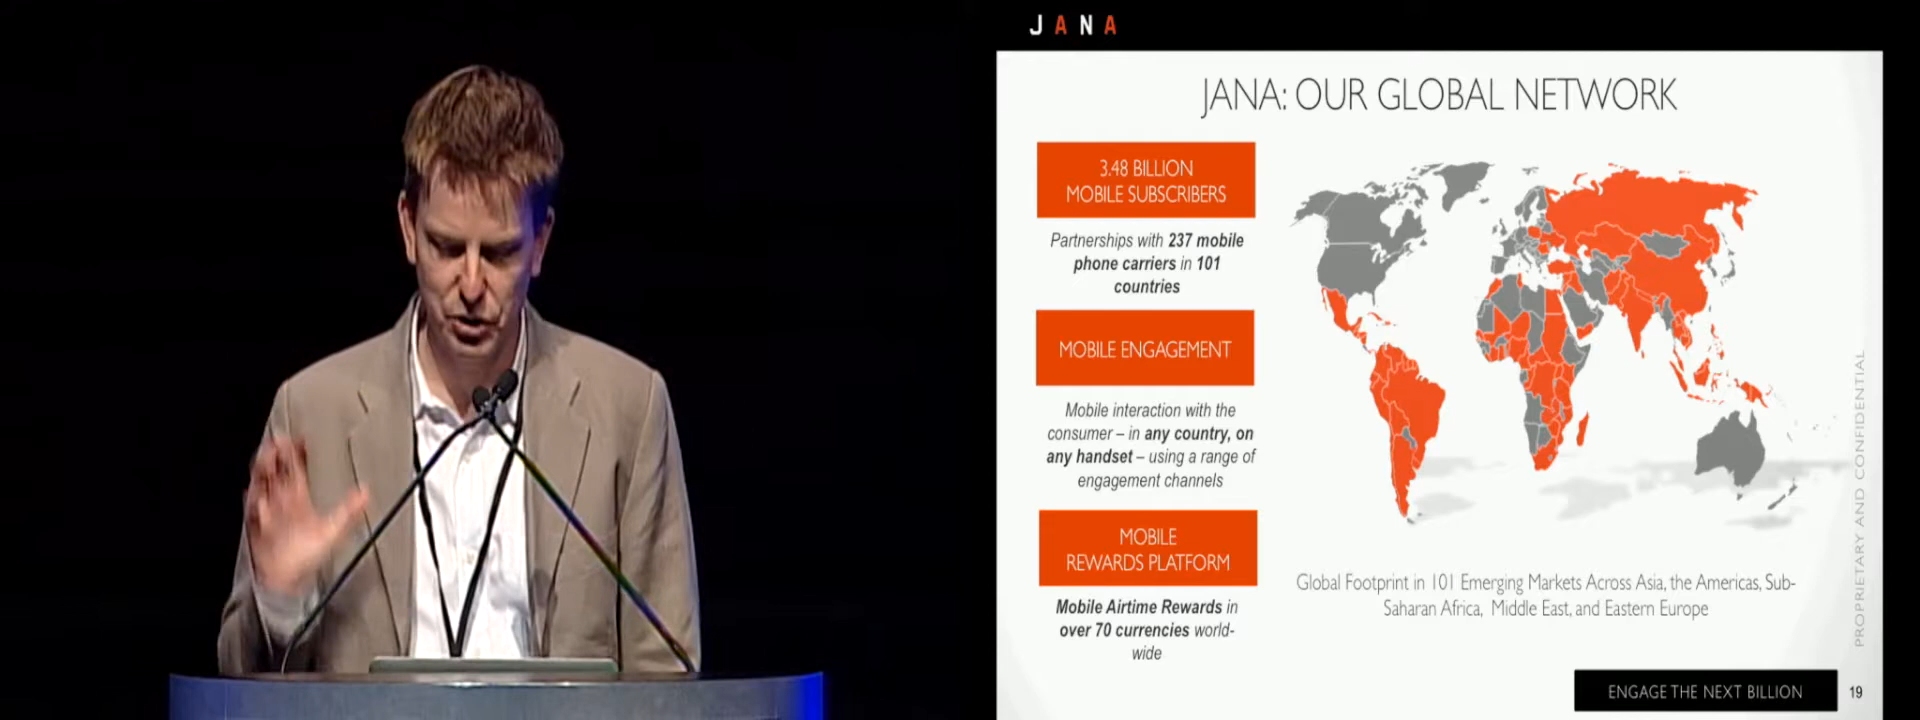 JANA
JANA: OUR GLOBAL NETWORK
3.48 BILLION
MOBILE SUBSCRIBERS
Partnerships with 237 mobile
phone carriers in 101
countries
MOBILE ENGAGEMENT
Mobile interaction with the
consumer – in any country, on
any handset – using a range of
engagement channels
MOBILE
REWARDS PLATFORM
Mobile Airtime Rewards in
over 70 currencies world-
wide
Global Footprint in 101 Emerging Markets Across Asia, the Americas, Sub-
Saharan Africa, Middle East, and Eastern Europe
PROPRIETARY AND CONFIDENTIAL
ENGAGE THE NEXT BILLION
19